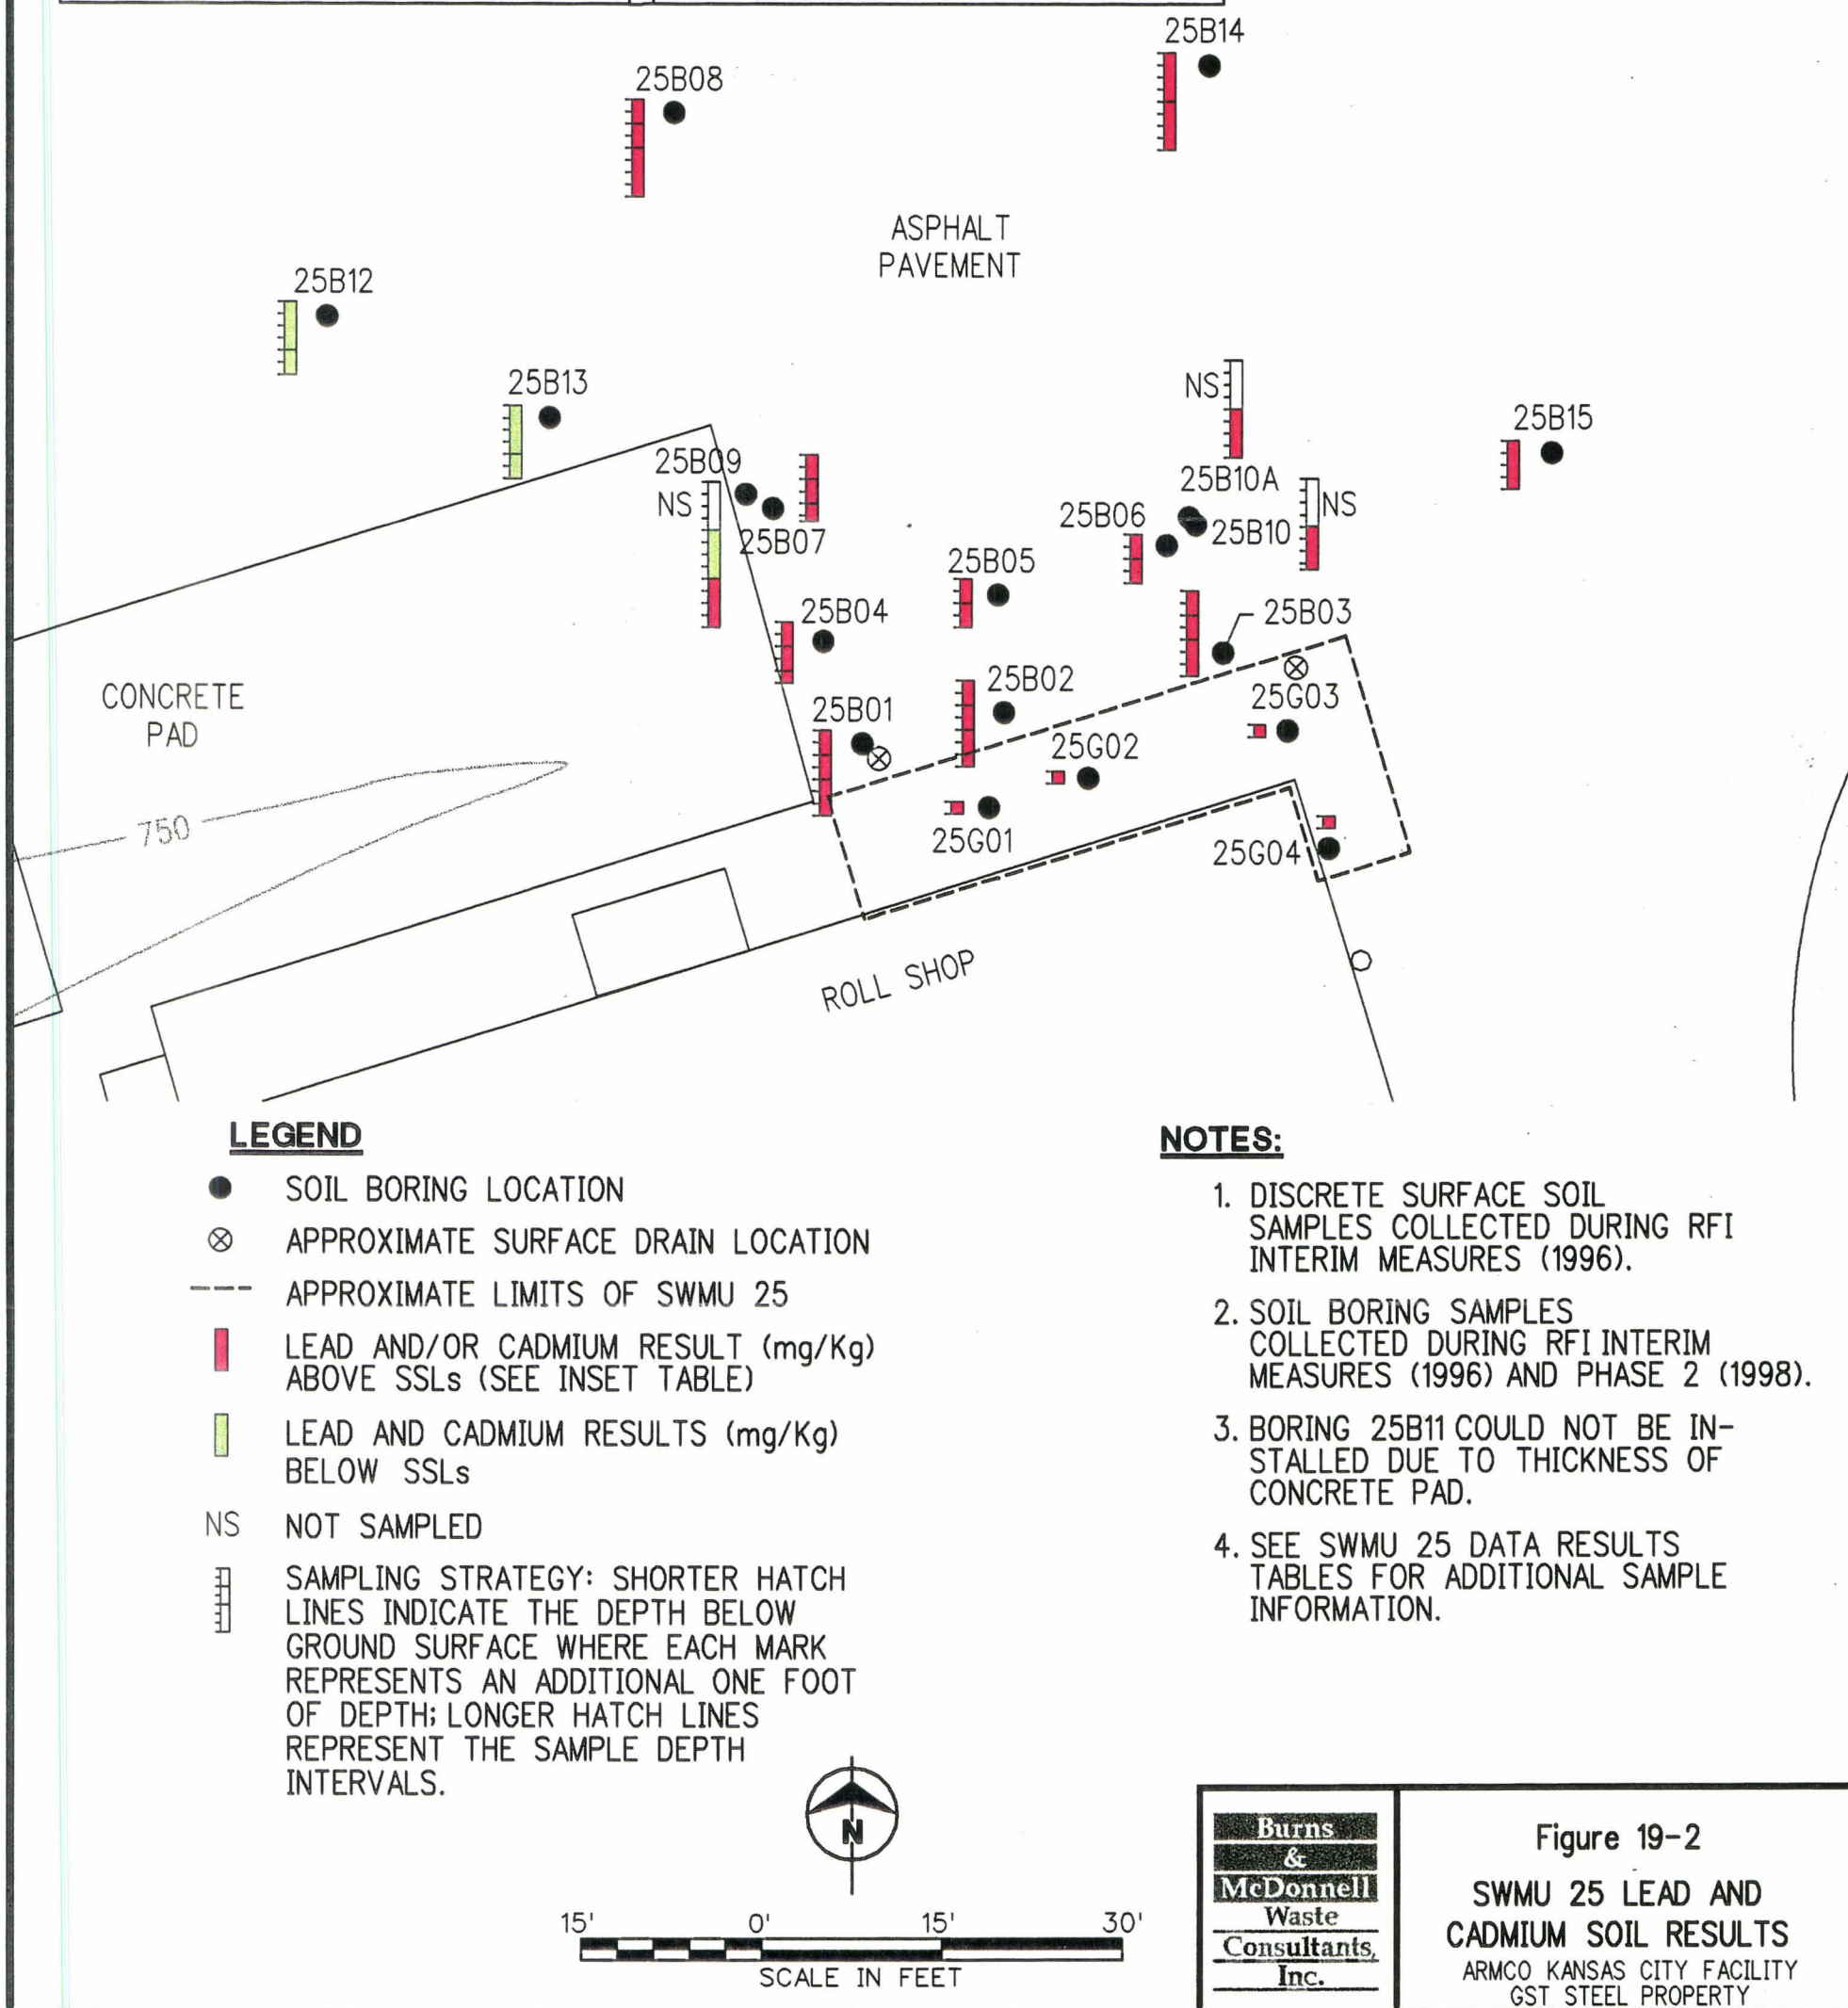 25B14
25B08
ASPHALT
PAVEMENT
25B12
25B13
NS
25B15
25B09
NS
25B07
25B10A
NS
25B06
25B10
25B05
25B04
25B03
25B02
CONCRETE
PAD
25B01
25G03
25G02
750
25G01
25G04
ROLL SHOP
LEGEND
SOIL BORING LOCATION
APPROXIMATE SURFACE DRAIN LOCATION
APPROXIMATE LIMITS OF SWMU 25
LEAD AND/OR CADMIUM RESULT (mg/Kg)
ABOVE SSLs (SEE INSET TABLE)
LEAD AND CADMIUM RESULTS (mg/Kg)
BELOW SSLs
NS NOT SAMPLED
SAMPLING STRATEGY: SHORTER HATCH
LINES INDICATE THE DEPTH BELOW
GROUND SURFACE WHERE EACH MARK
REPRESENTS AN ADDITIONAL ONE FOOT
OF DEPTH; LONGER HATCH LINES
REPRESENT THE SAMPLE DEPTH
INTERVALS.
NOTES:
1. DISCRETE SURFACE SOIL
SAMPLES COLLECTED DURING RFI
INTERIM MEASURES (1996).
2. SOIL BORING SAMPLES
COLLECTED DURING RFI INTERIM
MEASURES (1996) AND PHASE 2 (1998).
3. BORING 25B11 COULD NOT BE IN-
STALLED DUE TO THICKNESS OF
CONCRETE PAD.
4. SEE SWMU 25 DATA RESULTS
TABLES FOR ADDITIONAL SAMPLE
INFORMATION.
N
15' 0' 15' 30'
SCALE IN FEET
Burns
&
McDonnell
Waste
Consultants,
Inc.
Figure 19-2
SWMU 25 LEAD AND
CADMIUM SOIL RESULTS
ARMCO KANSAS CITY FACILITY
GST STEEL PROPERTY